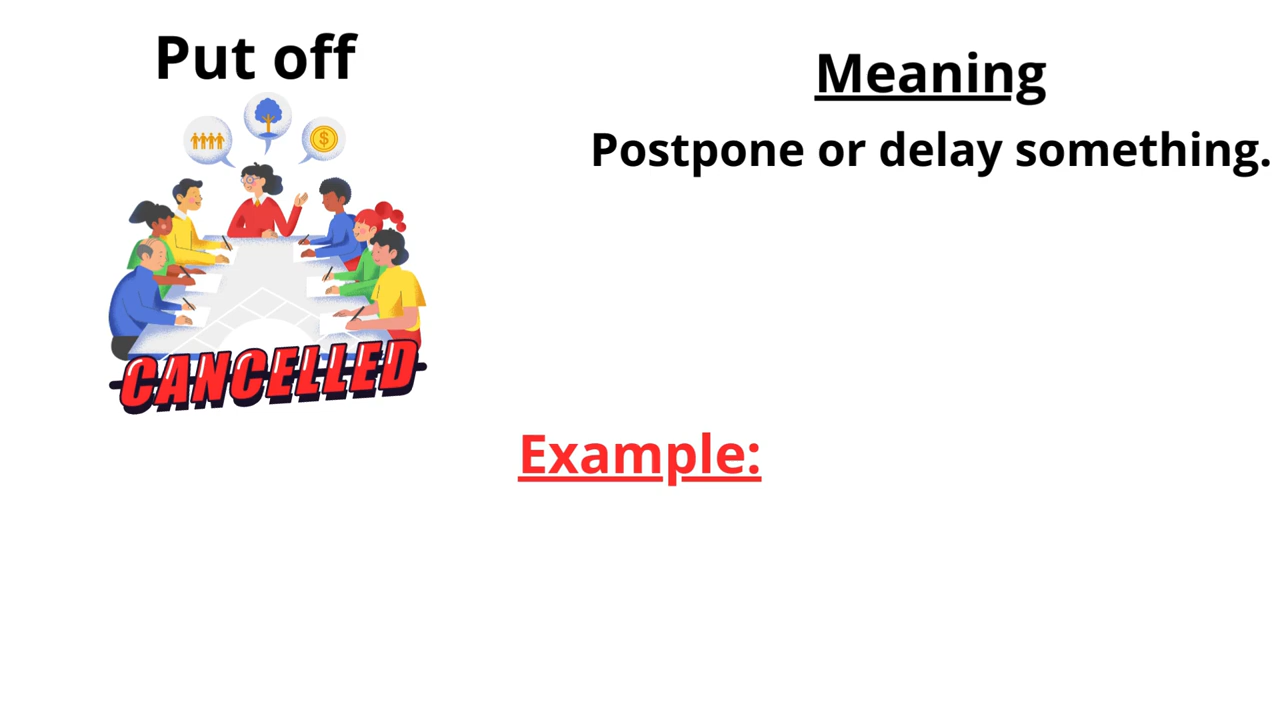 Put off
Meaning
Postpone or delay something.
$
CANCELLED
Example: